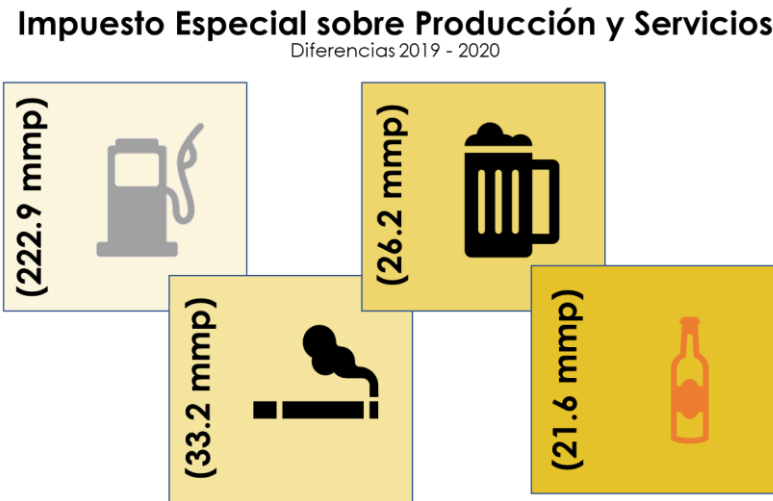 Impuesto Especial sobre Producción y Servicios
Diferencias 2019 - 2020
(222.9 mmp)
(33.2 mmp)
(26.2 mmp)
(21.6 mmp)